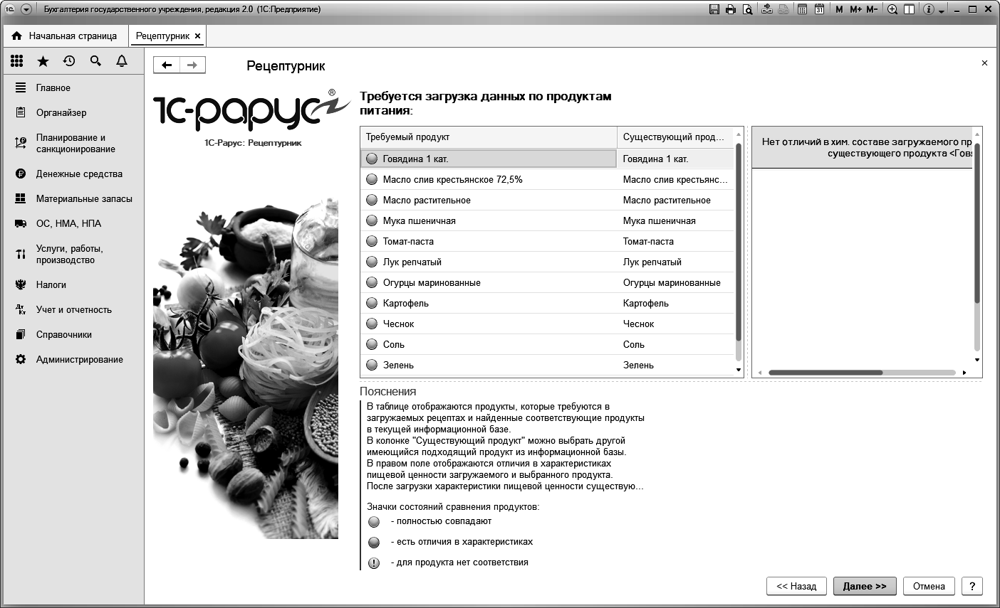 Бухгалтерия государственного учреждения, редакция 2.0 (1С:Предприятие)
M M+ M-
Начальная страница
Рецептурник
Рецептурник
Главное
Органайзер
Планирование и
санкционирование
Денежные средства
Материальные запасы
ОС, НМА, НПА
Услуги, работы,
производство
Налоги
Учет и отчетность
Справочники
Администрирование
1С-рарус®
1С-Рарус: Рецептурник
Требуется загрузка данных по продуктам
питания:
Требуемый продукт Существующий прод...
Говядина 1 кат. Говядина 1 кат.
Масло слив крестьянское 72,5% Масло слив крестьянс...
Масло растительное Масло растительное
Мука пшеничная Мука пшеничная
Томат-паста Томат-паста
Лук репчатый Лук репчатый
Огурцы маринованные Огурцы маринованные
Картофель Картофель
Чеснок Чеснок
Соль Соль
Зелень Зелень
Нет отличий в хим. составе загружаемого пр
существующего продукта <Говя
Пояснения
В таблице отображаются продукты, которые требуются в
загружаемых рецептах и найденные соответствующие продукты
в текущей информационной базе.
В колонке "Существующий продукт" можно выбрать другой
имеющийся подходящий продукт из информационной базы.
В правом поле отображаются отличия в характеристиках
пищевой ценности загружаемого и выбранного продукта.
После загрузки характеристики пищевой ценности существую...
Значки состояний сравнения продуктов:
- полностью совпадают
- есть отличия в характеристиках
- для продукта нет соответствия
<< Назад
Далее >>
Отмена
?